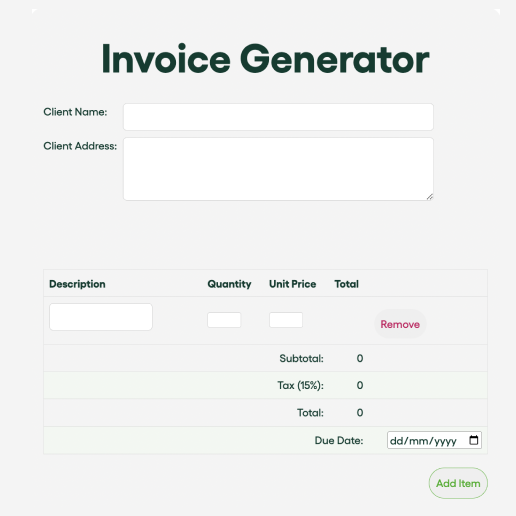 Invoice Generator
Client Name:
Client Address:
Description Quantity Unit Price Total
Remove
Subtotal: 0
Tax (15%): 0
Total: 0
Due Date: dd/mm/yyyy
Add Item